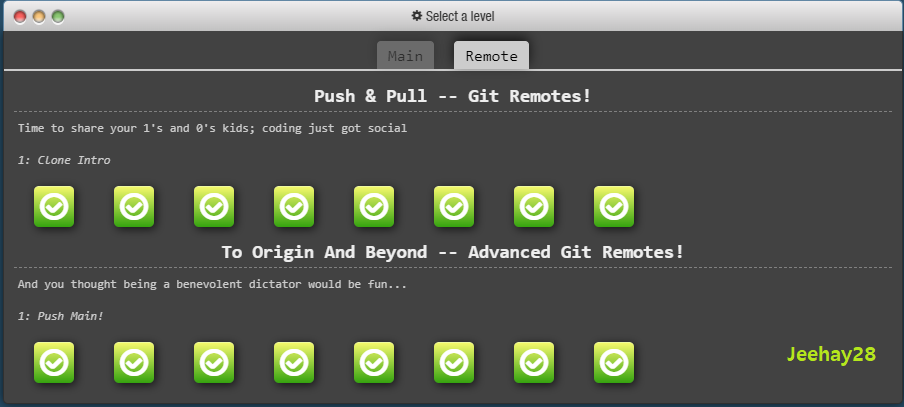 Select a level
Main
Remote
Push & Pull -- Git Remotes!
Time to share your 1's and 0's kids; coding just got social
1: Clone Intro
To Origin And Beyond -- Advanced Git Remotes!
And you thought being a benevolent dictator would be fun...
1: Push Main!
Jeehay28